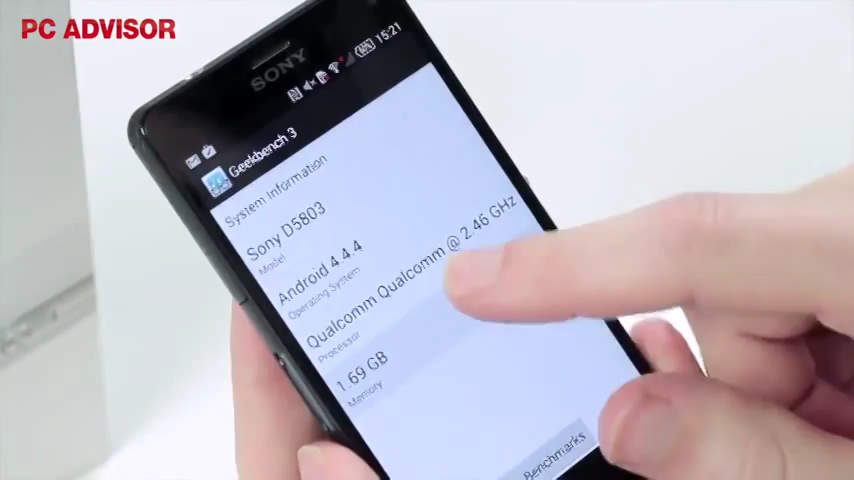 PC ADVISOR
SONY
15:21
Geekbench 3
System Information
Sony D5803
Model
Android 4.4.4
Operating System
Qualcomm Qualcomm @ 2.46 GHz
Processor
1.69 GB
Memory
Benchmarks